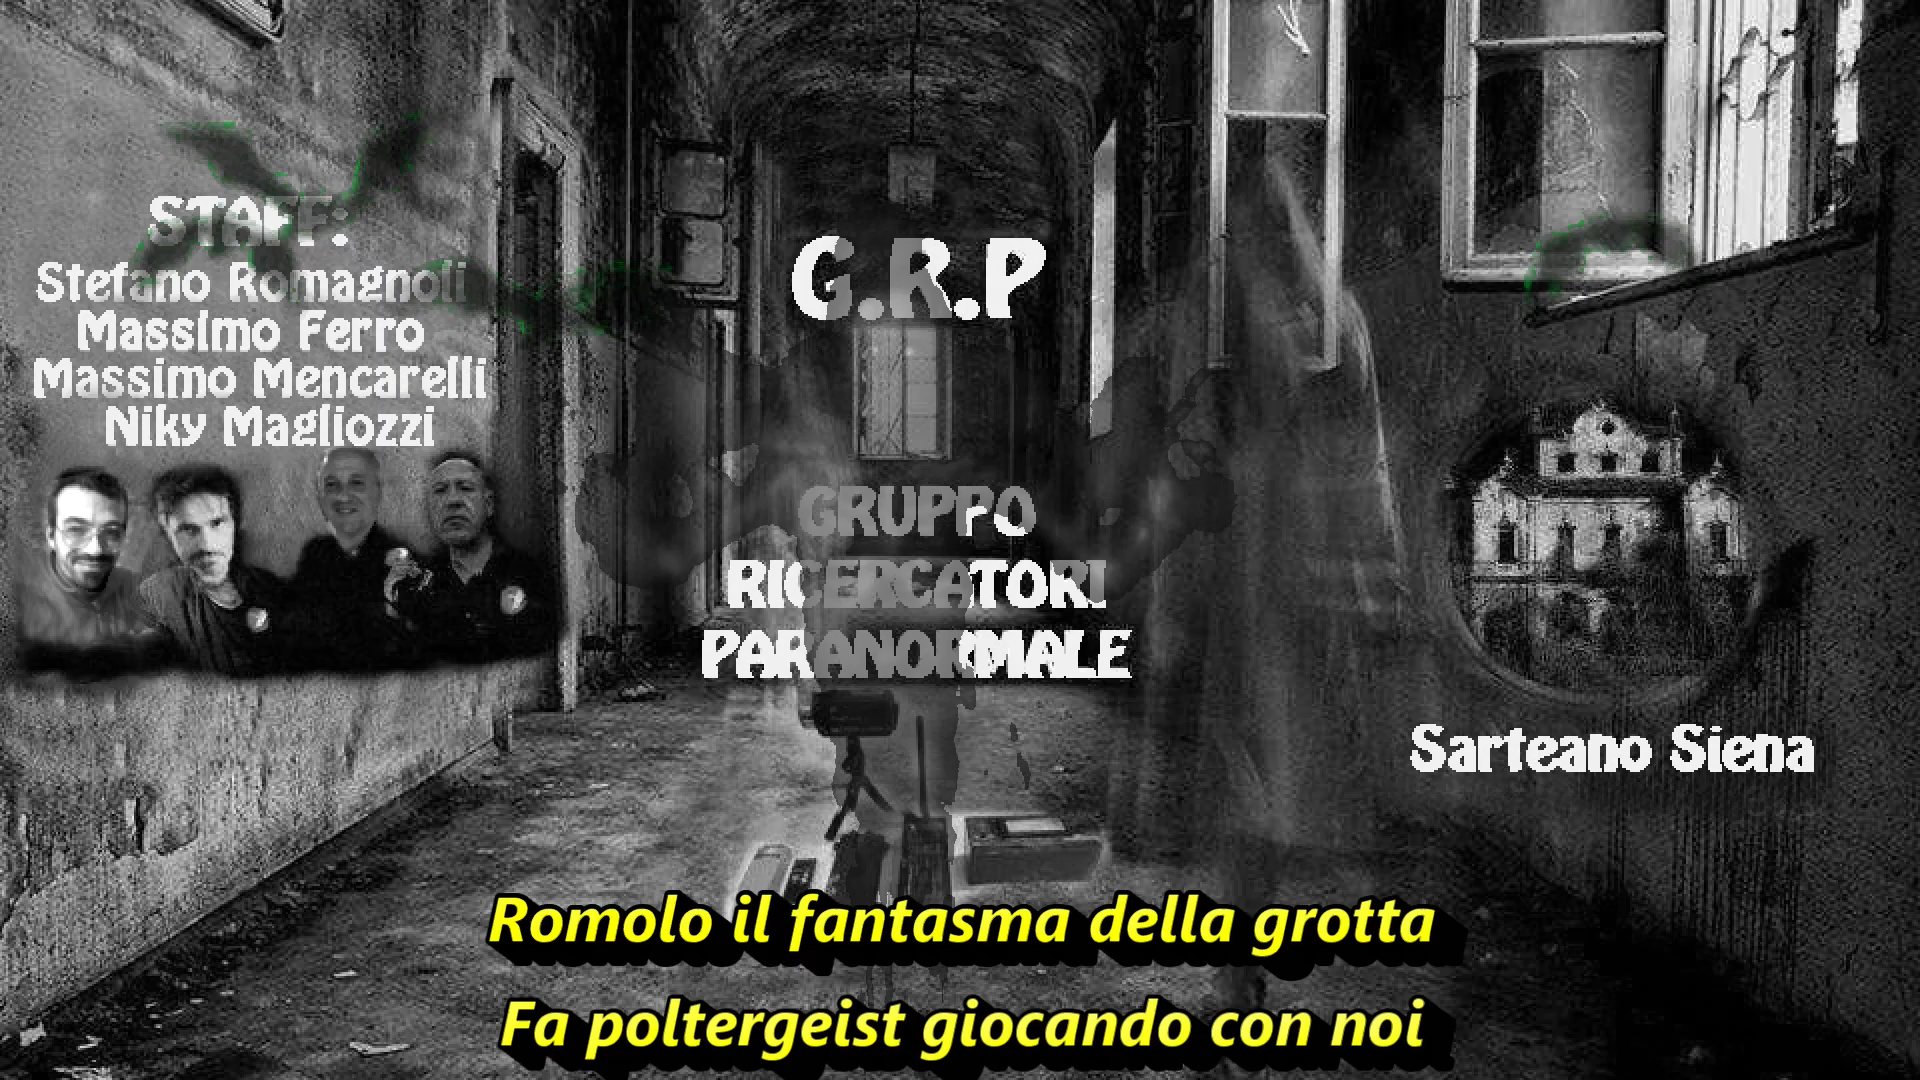 STAFF:
Stefano Romagnoli
Massimo Ferro
Massimo Mencarelli
Niky Magliozzi
G.R.P
GRUPPO
RICERCATORI
PARANORMALE
Sarteano Siena
Romolo il fantasma della grotta
Fa poltergeist giocando con noi